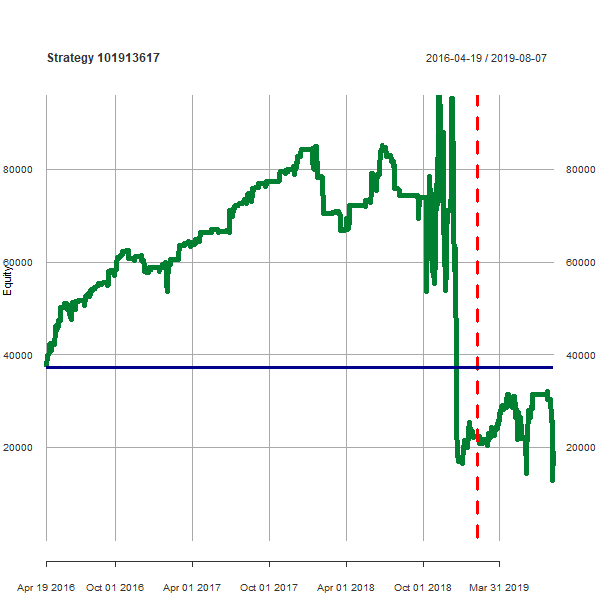 Strategy 101913617
2016-04-19 / 2019-08-07
80000
80000
60000
60000
Equity
40000
40000
20000
20000
Apr 19 2016
Oct 01 2016
Apr 01 2017
Oct 01 2017
Apr 01 2018
Oct 01 2018
Mar 31 2019